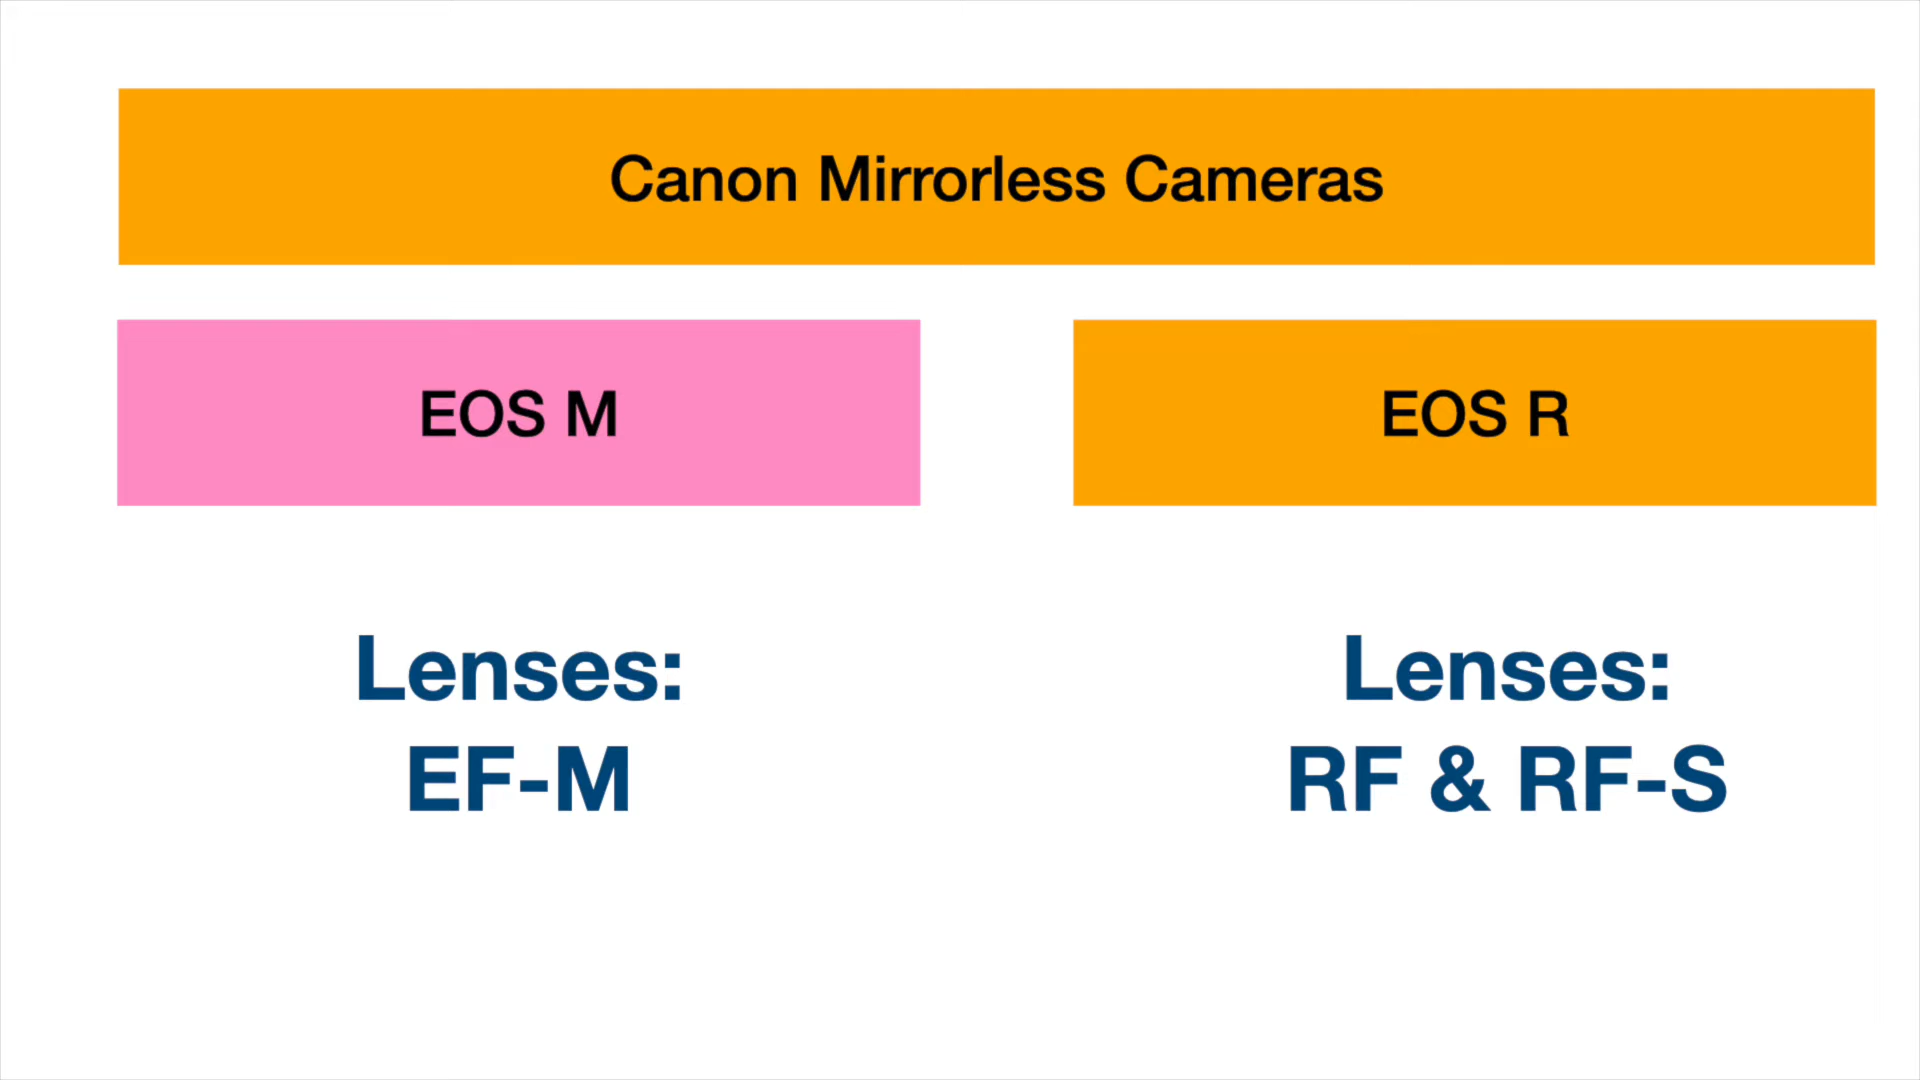 Canon Mirrorless Cameras
EOS M
EOS R
Lenses:
EF-M
Lenses:
RF & RF-S